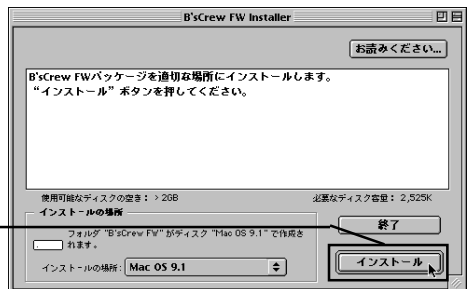 B'sCrew FW Installer
お読みください...
B'sCrew FWパッケージを適切な場所にインストールします。
“インストール”ボタンを押してください。
使用可能なディスクの空き：＞2GB
必要なディスク容量：2,525K
インストールの場所
フォルダ "B'sCrew FW" がディスク "Mac OS 9.1" で作成さ
れます。
終了
インストールの場所：Mac OS 9.1
インストール